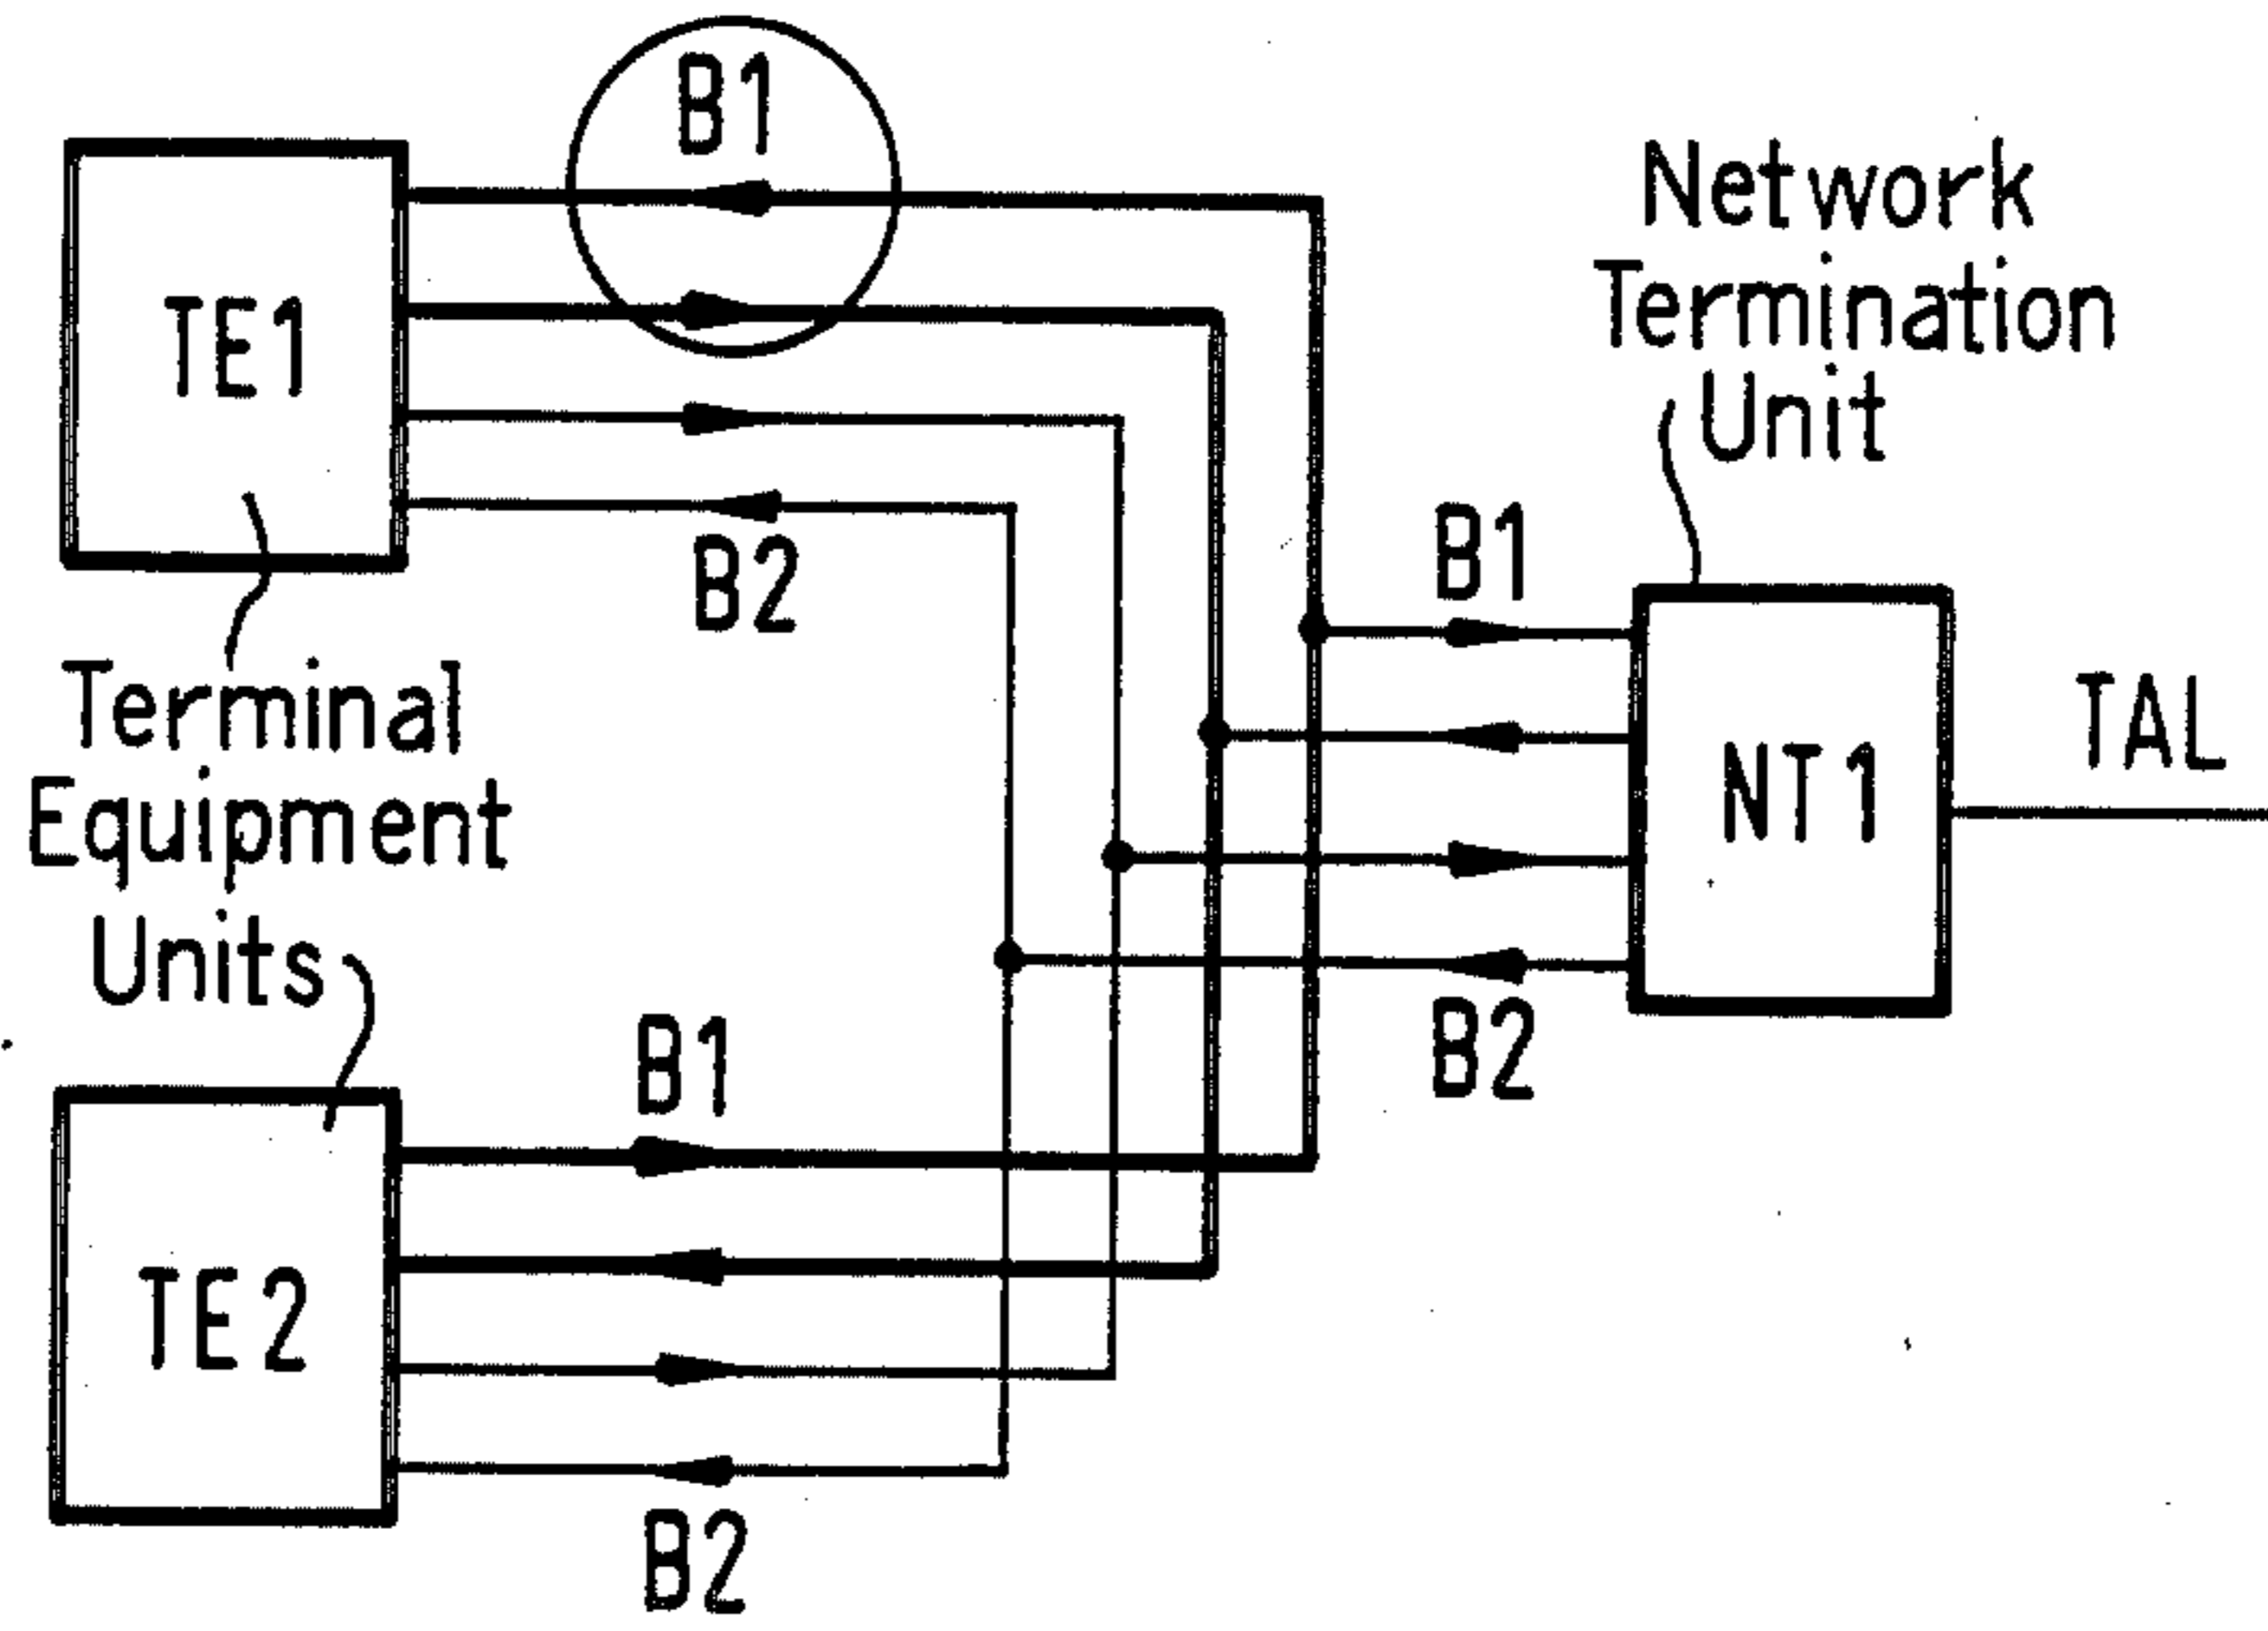 B1
TE1
B2
Terminal
Equipment
Units
Network
Termination
Unit
B1
NT1
TAL
B2
B1
TE2
B2